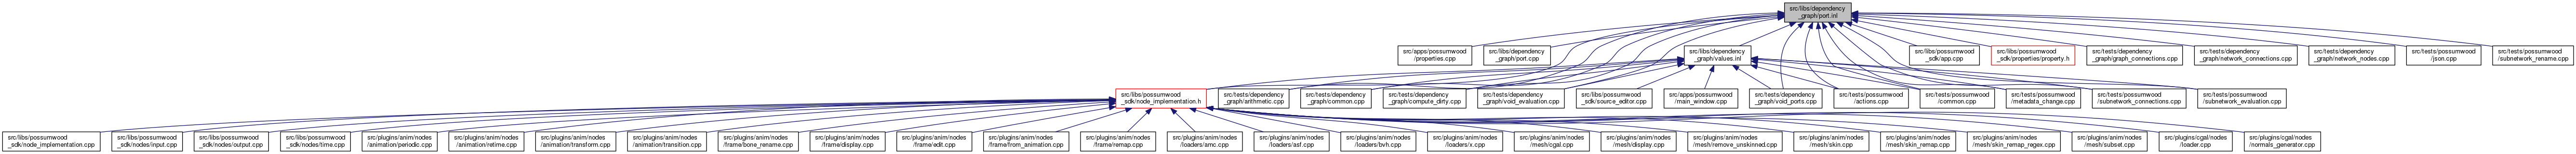 src/libs/dependency
_graph/port.inl
src/apps/possumwood
/properties.cpp
src/libs/dependency
_graph/port.cpp
src/libs/dependency
_graph/values.inl
src/libs/possumwood
_sdk/app.cpp
src/libs/possumwood
_sdk/properties/property.h
src/tests/dependency
_graph/graph_connections.cpp
src/tests/dependency
_graph/network_connections.cpp
src/tests/dependency
_graph/network_nodes.cpp
src/tests/possumwood
/json.cpp
src/tests/possumwood
/subnetwork_rename.cpp
src/libs/possumwood
_sdk/node_implementation.h
src/tests/dependency
_graph/arithmetic.cpp
src/tests/dependency
_graph/common.cpp
src/tests/dependency
_graph/compute_dirty.cpp
src/tests/dependency
_graph/void_evaluation.cpp
src/libs/possumwood
_sdk/source_editor.cpp
src/apps/possumwood
/main_window.cpp
src/tests/dependency
_graph/void_ports.cpp
src/tests/possumwood
/actions.cpp
src/tests/possumwood
/common.cpp
src/tests/possumwood
/metadata_change.cpp
src/tests/possumwood
/subnetwork_connections.cpp
src/tests/possumwood
/subnetwork_evaluation.cpp
src/libs/possumwood
_sdk/node_implementation.cpp
src/libs/possumwood
_sdk/nodes/input.cpp
src/libs/possumwood
_sdk/nodes/output.cpp
src/libs/possumwood
_sdk/nodes/time.cpp
src/plugins/anim/nodes
/animation/periodic.cpp
src/plugins/anim/nodes
/animation/retime.cpp
src/plugins/anim/nodes
/animation/transform.cpp
src/plugins/anim/nodes
/animation/transition.cpp
src/plugins/anim/nodes
/frame/bone_rename.cpp
src/plugins/anim/nodes
/frame/display.cpp
src/plugins/anim/nodes
/frame/edit.cpp
src/plugins/anim/nodes
/frame/from_animation.cpp
src/plugins/anim/nodes
/frame/remap.cpp
src/plugins/anim/nodes
/loaders/amc.cpp
src/plugins/anim/nodes
/loaders/asf.cpp
src/plugins/anim/nodes
/loaders/bvh.cpp
src/plugins/anim/nodes
/loaders/x.cpp
src/plugins/anim/nodes
/mesh/cgal.cpp
src/plugins/anim/nodes
/mesh/display.cpp
src/plugins/anim/nodes
/mesh/remove_unskinned.cpp
src/plugins/anim/nodes
/mesh/skin.cpp
src/plugins/anim/nodes
/mesh/skin_remap.cpp
src/plugins/anim/nodes
/mesh/skin_remap_regex.cpp
src/plugins/anim/nodes
/mesh/subset.cpp
src/plugins/cgal/nodes
/loader.cpp
src/plugins/cgal/nodes
/normals_generator.cpp